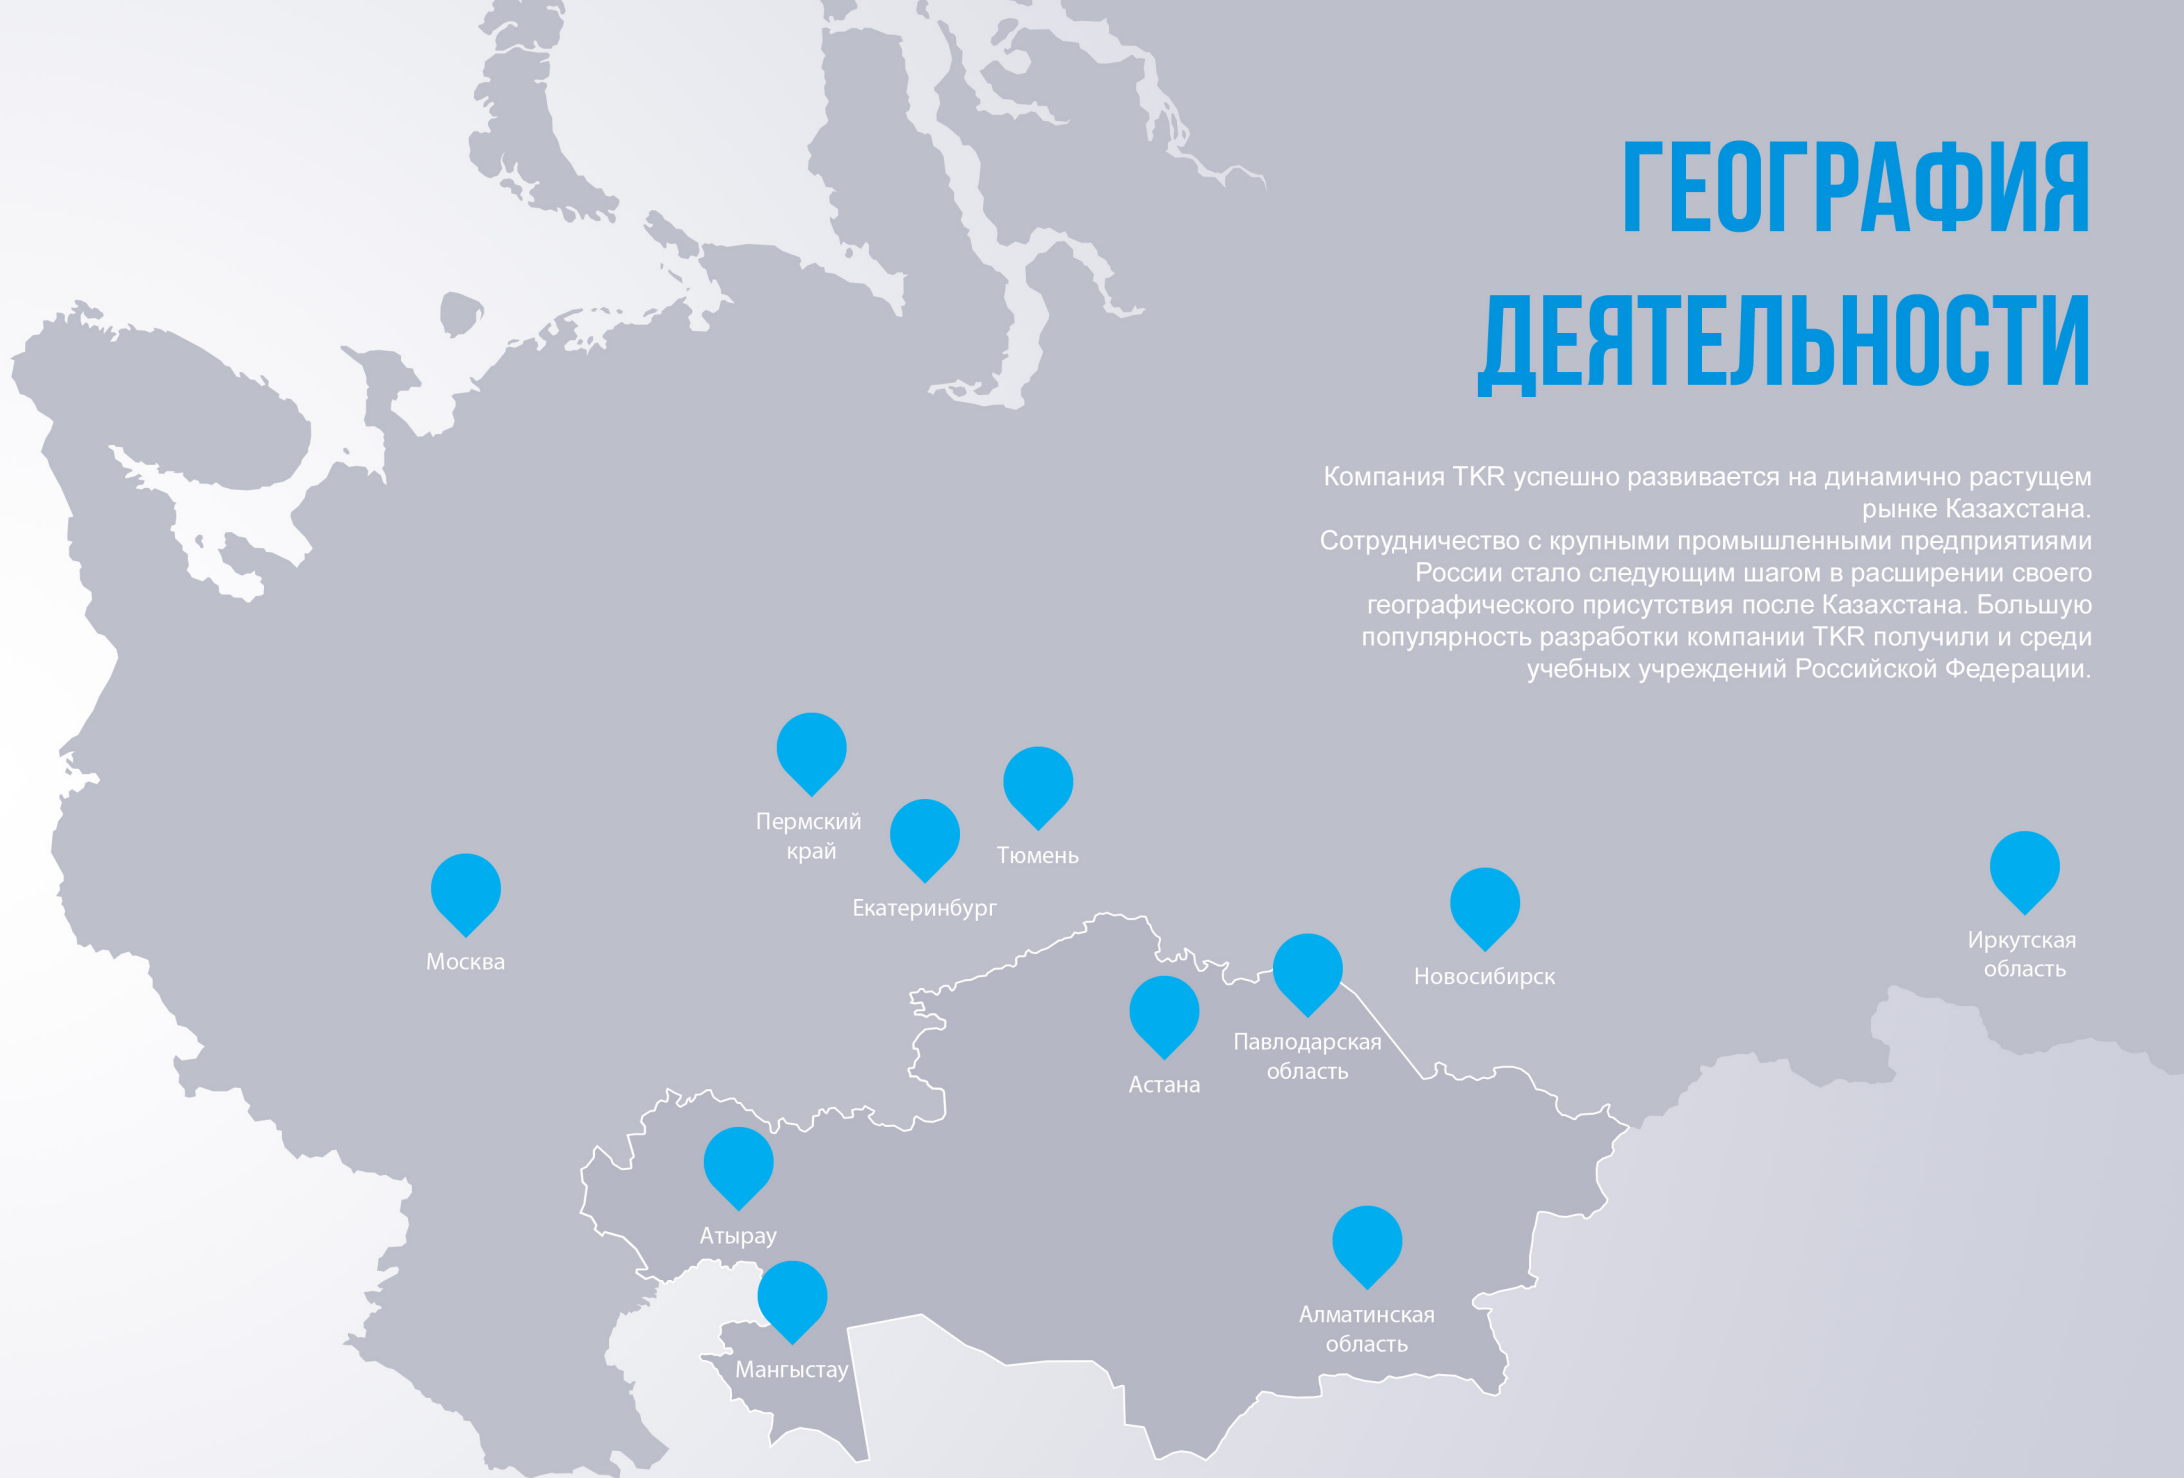 ГЕОГРАФИЯ
ДЕЯТЕЛЬНОСТИ
Компания TKR успешно развивается на динамично растущем
рынке Казахстана.
Сотрудничество с крупными промышленными предприятиями
России стало следующим шагом в расширении своего
географического присутствия после Казахстана. Большую
популярность разработки компании TKR получили и среди
учебных учреждений Российской Федерации.
Пермский
край
Тюмень
Екатеринбург
Москва
Новосибирск
Иркутская
область
Павлодарская
область
Астана
Атырау
Алматинская
область
Мангыстау